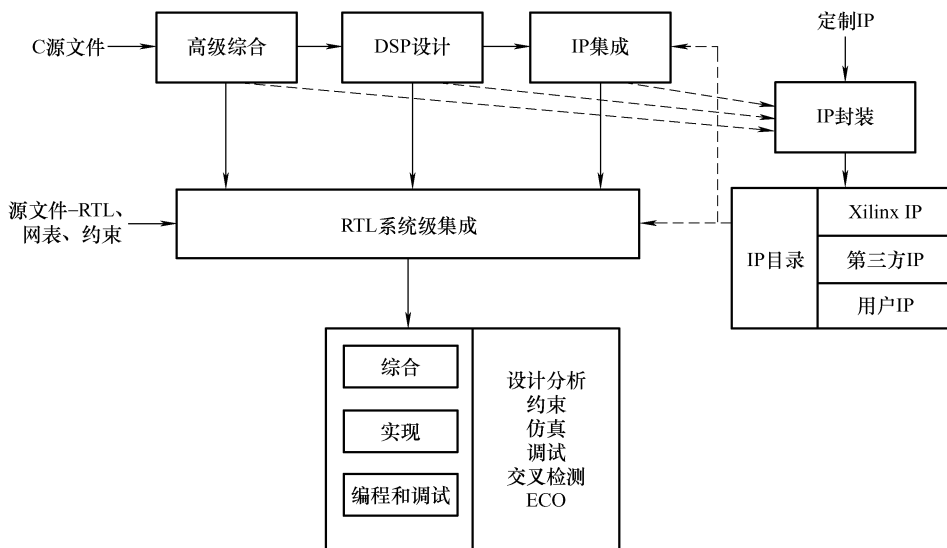 C源文件
高级综合
DSP设计
IP集成
定制IP
IP封装
源文件–RTL、
网表、约束
RTL系统级集成
IP目录
Xilinx IP
第三方IP
用户IP
综合
实现
编程和调试
设计分析
约束
仿真
调试
交叉检测
ECO